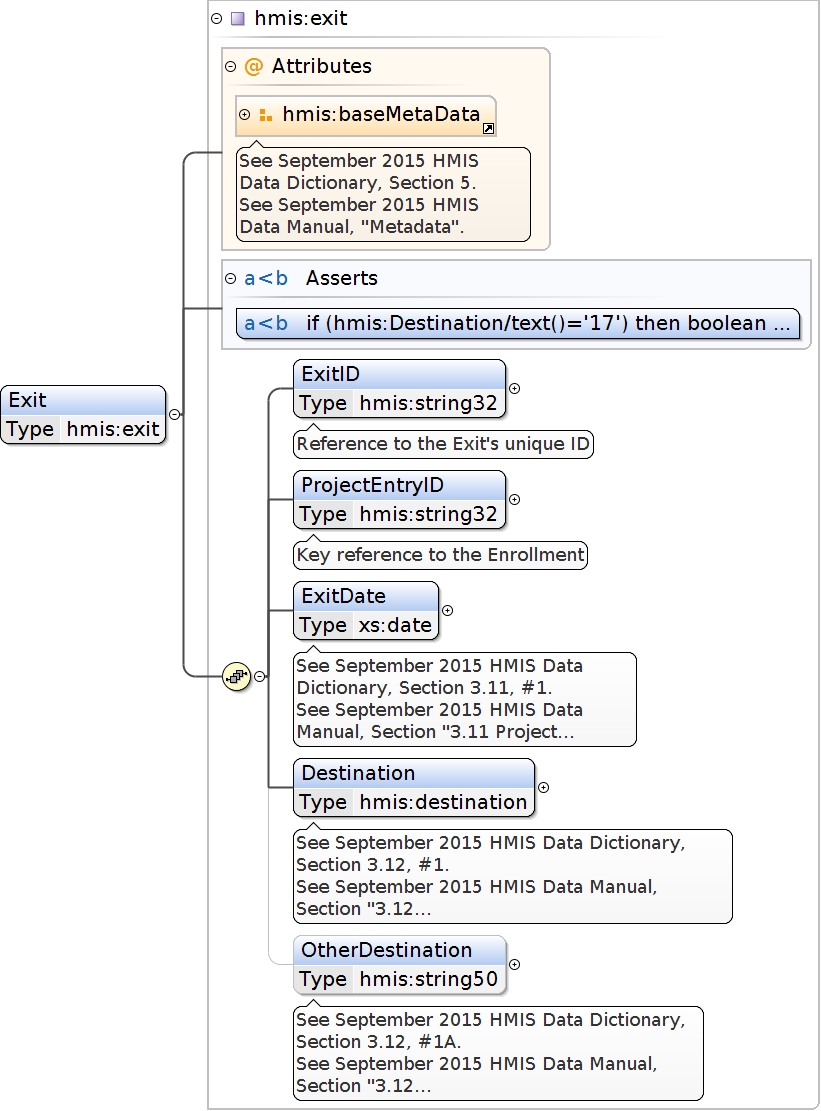 hmis:exit
@ Attributes
hmis:baseMetaData
See September 2015 HMIS
Data Dictionary, Section 5.
See September 2015 HMIS
Data Manual, "Metadata".
a<b Asserts
a<b if (hmis:Destination/text()='17') then boolean ...
Exit
Type hmis:exit
ExitID
Type hmis:string32
Reference to the Exit's unique ID
ProjectEntryID
Type hmis:string32
Key reference to the Enrollment
ExitDate
Type xs:date
See September 2015 HMIS Data
Dictionary, Section 3.11, #1.
See September 2015 HMIS Data
Manual, Section "3.11 Project...
Destination
Type hmis:destination
See September 2015 HMIS Data Dictionary,
Section 3.12, #1.
See September 2015 HMIS Data Manual,
Section "3.12...
OtherDestination
Type hmis:string50
See September 2015 HMIS Data Dictionary,
Section 3.12, #1A.
See September 2015 HMIS Data Manual,
Section "3.12...